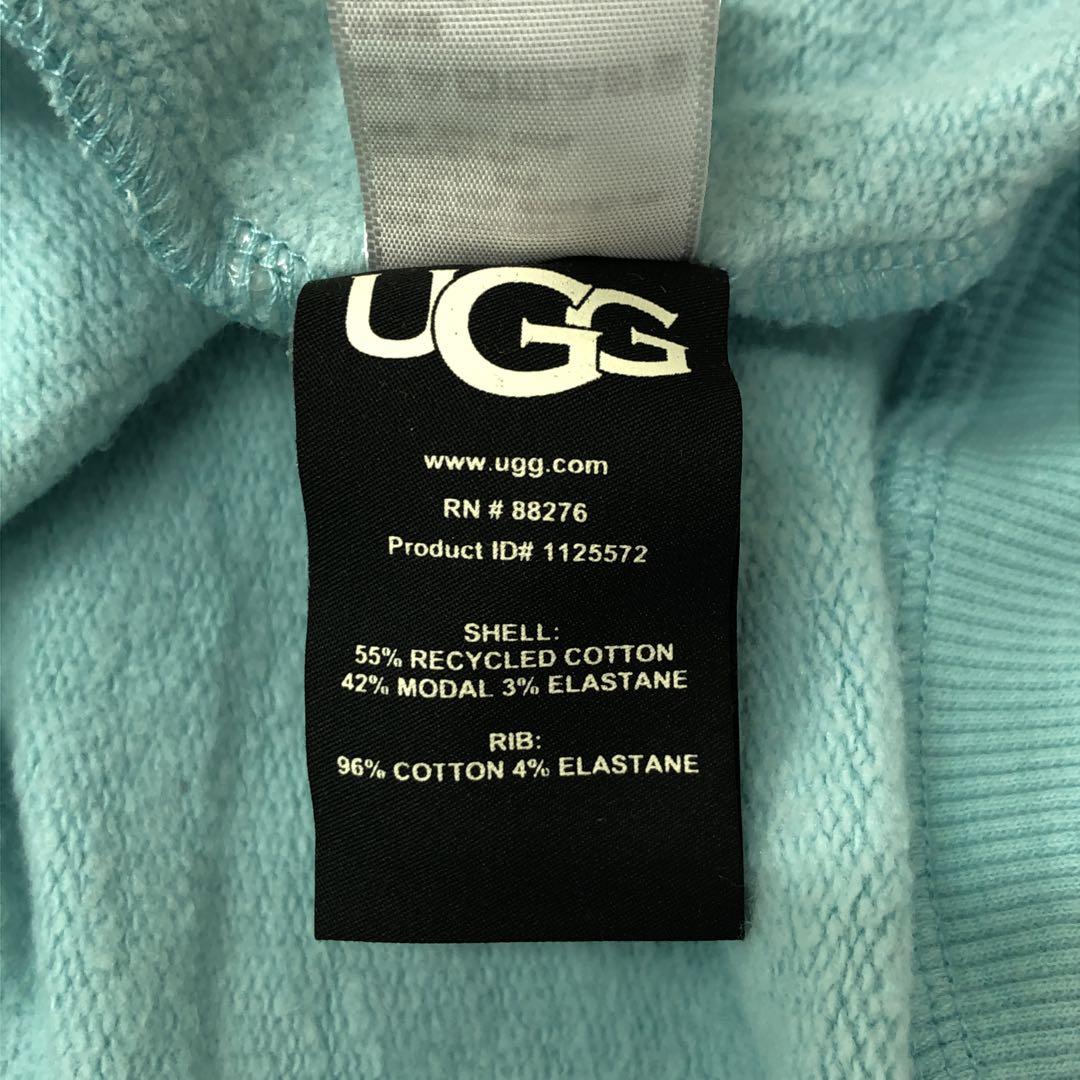 UGG
www.ugg.com
RN # 88276
Product ID# 1125572
SHELL:
55% RECYCLED COTTON
42% MODAL 3% ELASTANE
RIB:
96% COTTON 4% ELASTANE